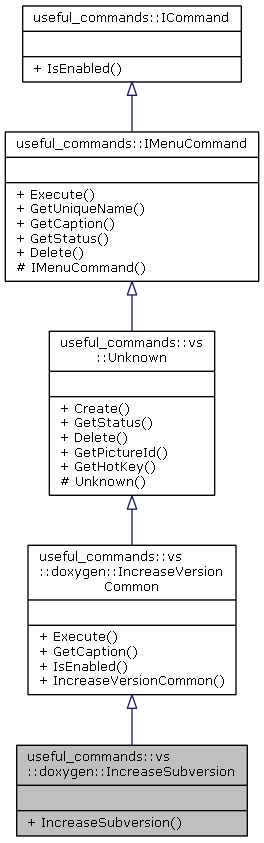 useful_commands::ICommand
+ IsEnabled()
useful_commands::IMenuCommand
+ Execute()
+ GetUniqueName()
+ GetCaption()
+ GetStatus()
+ Delete()
# IMenuCommand()
useful_commands::vs
::Unknown
+ Create()
+ GetStatus()
+ Delete()
+ GetPictureId()
+ GetHotKey()
# Unknown()
useful_commands::vs
::doxygen::IncreaseVersion
Common
+ Execute()
+ GetCaption()
+ IsEnabled()
+ IncreaseVersionCommon()
useful_commands::vs
::doxygen::IncreaseSubversion
+ IncreaseSubversion()